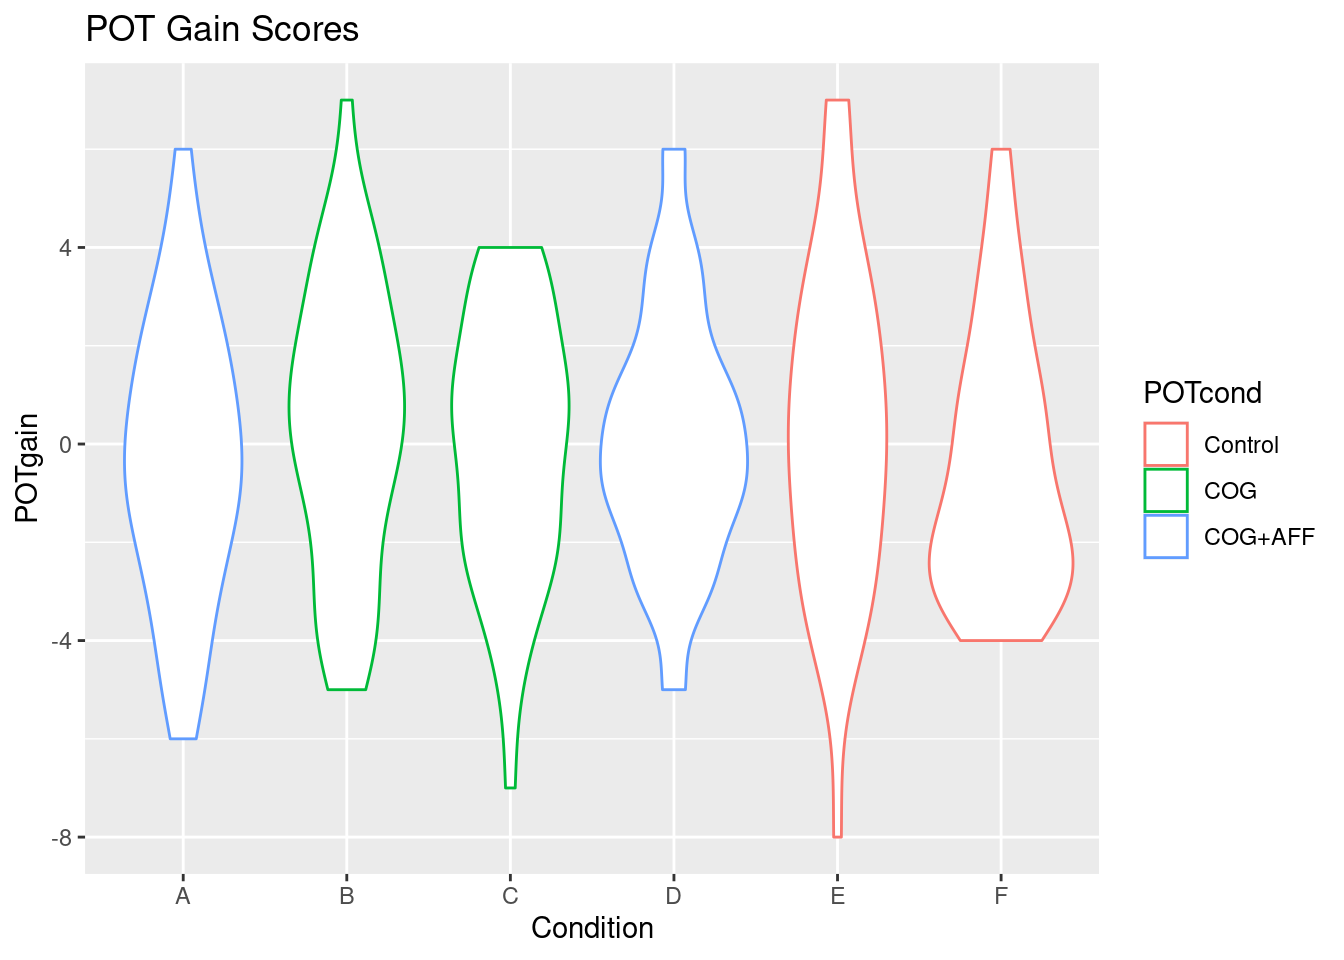 POT Gain Scores
POTgain
4
0
-4
-8
A B C D E F
Condition
POTcond
Control
COG
COG+AFF